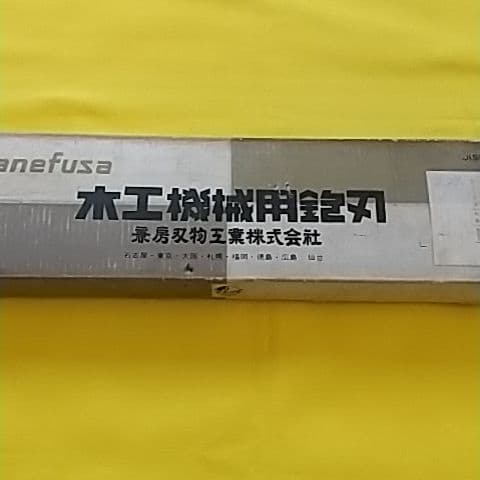 anefusa
JIS
木工機械用鉋刃
兼房刃物工業株式会社
名古屋・東京・大阪・札幌・福岡・徳島・広島 仙台